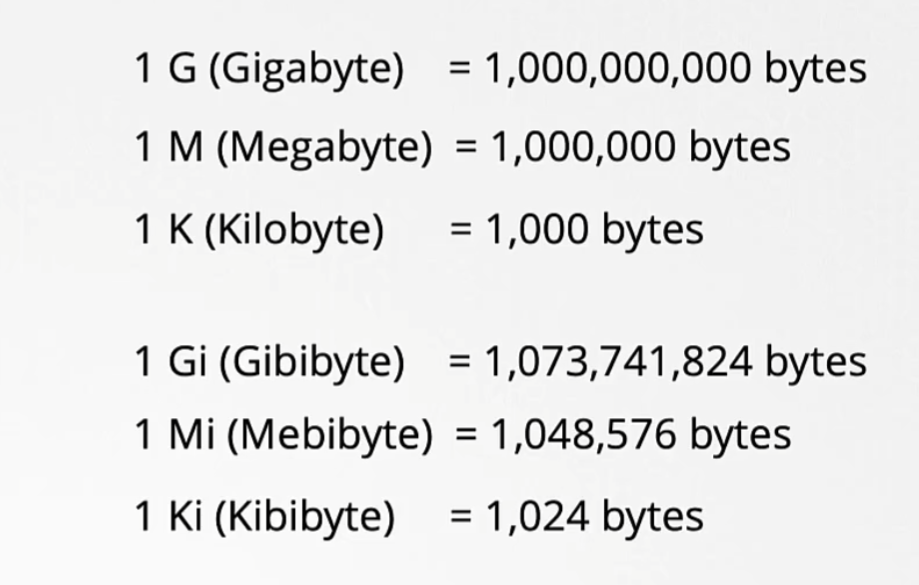 1 G (Gigabyte) = 1,000,000,000 bytes
1 M (Megabyte) = 1,000,000 bytes
1 K (Kilobyte) = 1,000 bytes
1 Gi (Gibibyte) = 1,073,741,824 bytes
1 Mi (Mebibyte) = 1,048,576 bytes
1 Ki (Kibibyte) = 1,024 bytes